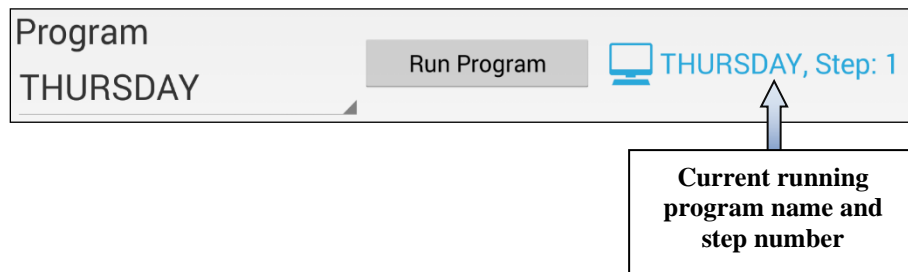 Program
THURSDAY
Run Program
THURSDAY, Step: 1
Current running
program name and
step number